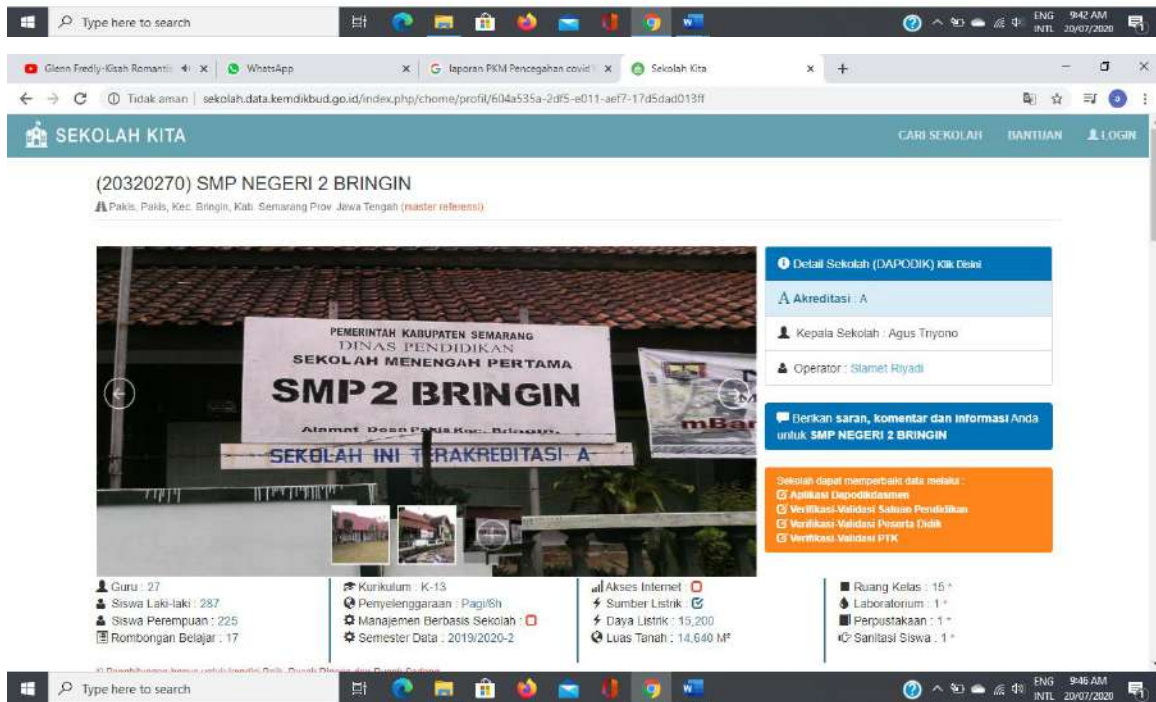 Type here to search
ENG 9:42 AM
INTL 20/07/2020
Glenn Fredly-Kisah Romantis
WhatsApp
laporan PKM Pencegahan covid
Sekolah Kita
Tidak aman | sekolah.data.kemdikbud.go.id/index.php/chome/profil/604a535a-2df5-e011-aef7-17d5dad013ff
SEKOLAH KITA
CARI SEKOLAH BANTUAN LOGIN
(20320270) SMP NEGERI 2 BRINGIN
Pakis, Pakis, Kec. Bringin, Kab. Semarang Prov. Jawa Tengah (master referensi)
PEMERINTAH KABUPATEN SEMARANG
DINAS PENDIDIKAN
SEKOLAH MENENGAH PERTAMA
SMP 2 BRINGIN
Alamat Desa Pakis Kec. Bringin
SEKOLAH INI TERAKREDITASI A
Detail Sekolah (DAPODIK) Klik Disini
A Akreditasi : A
Kepala Sekolah : Agus Triyono
Operator : Slamet Riyadi
Berikan saran, komentar dan informasi Anda
untuk SMP NEGERI 2 BRINGIN
Sekolah dapat memperbaiki data melalui :
Aplikasi Dapodikdasmen
Verifikasi-Validasi Satuan Pendidikan
Verifikasi-Validasi Peserta Didik
Verifikasi-Validasi PTK
Guru : 27
Siswa Laki-laki : 287
Siswa Perempuan : 225
Rombongan Belajar : 17
Kurikulum : K-13
Penyelenggaraan : Pagi/6h
Manajemen Berbasis Sekolah :
Semester Data : 2019/2020-2
Akses Internet :
Sumber Listrik :
Daya Listrik : 15,200
Luas Tanah : 14,640 M²
Ruang Kelas : 15 *
Laboratorium : 1 *
Perpustakaan : 1 *
Sanitasi Siswa : 1 *
Type here to search
ENG 9:46 AM
INTL 20/07/2020